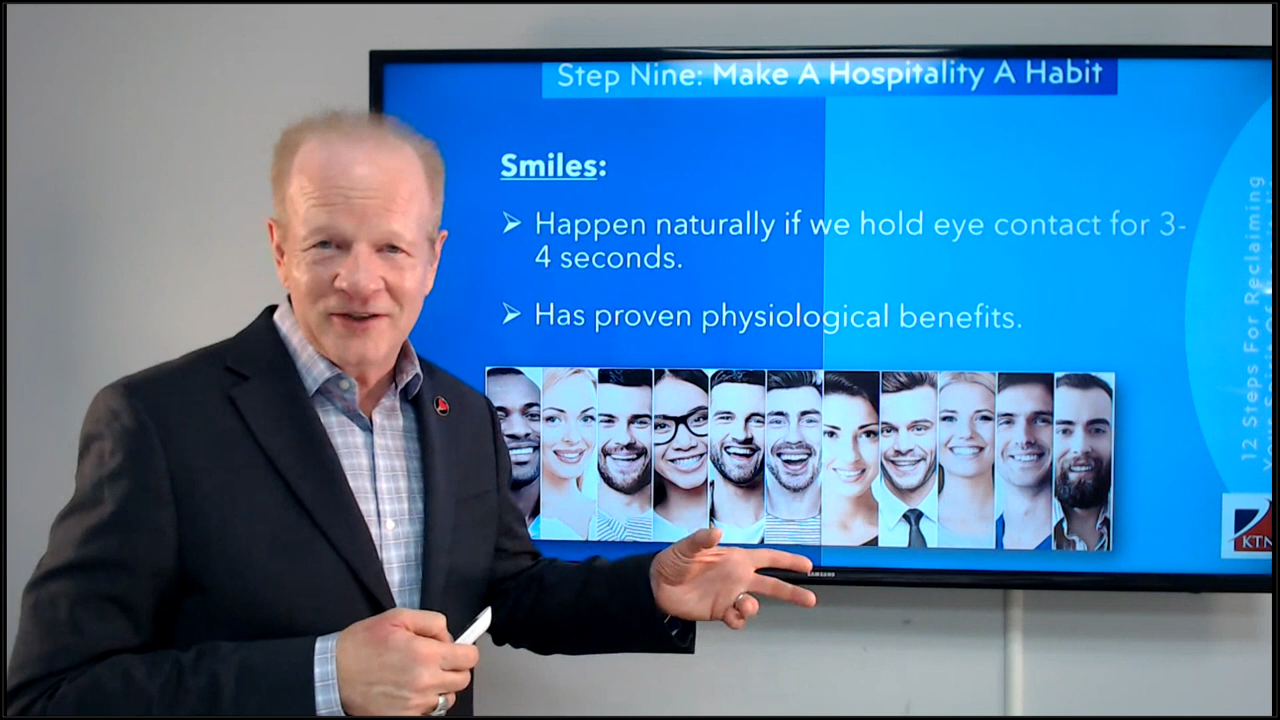 Step Nine: Make A Hospitality A Habit
Smiles:
➢ Happen naturally if we hold eye contact for 3-
4 seconds.
➢ Has proven physiological benefits.
12 Steps For Reclaiming
KTN
SAMSUNG